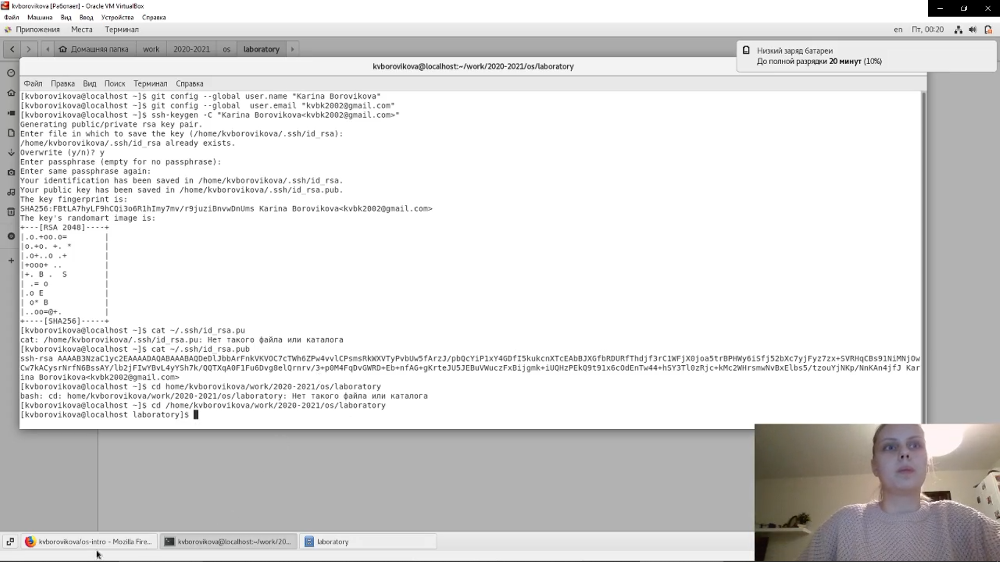 kvborovikova [Работает] - Oracle VM VirtualBox
Файл Машина Вид Ввод Устройства Справка
Приложения Места Терминал en Пт, 00:20
Домашняя папка work 2020-2021 os laboratory
Низкий заряд батареи
До полной разрядки 20 минут (10%)
kvborovikova@localhost:~/work/2020-2021/os/laboratory
Файл Правка Вид Поиск Терминал Справка
[kvborovikova@localhost ~]$ git config --global user.name "Karina Borovikova"
[kvborovikova@localhost ~]$ git config --global  user.email "kvbk2002@gmail.com"
[kvborovikova@localhost ~]$ ssh-keygen -C "Karina Borovikova<kvbk2002@gmail.com>"
Generating public/private rsa key pair.
Enter file in which to save the key (/home/kvborovikova/.ssh/id_rsa):
/home/kvborovikova/.ssh/id_rsa already exists.
Overwrite (y/n)? y
Enter passphrase (empty for no passphrase):
Enter same passphrase again:
Your identification has been saved in /home/kvborovikova/.ssh/id_rsa.
Your public key has been saved in /home/kvborovikova/.ssh/id_rsa.pub.
The key fingerprint is:
SHA256:FBtLA7hyLF9hCQi3o6R1hImy7mv/r9juziBnvwDnUms Karina Borovikova<kvbk2002@gmail.com>
The key's randomart image is:
+---[RSA 2048]----+
|.o.+oo.o=        |
|o.+o. +. *       |
|.o+..o .+        |
|+ooo+ ..         |
|+. B .  S        |
| .= o            |
|.o E             |
| o* B            |
|..oo=@+.         |
+----[SHA256]-----+
[kvborovikova@localhost ~]$ cat ~/.ssh/id_rsa.pu
cat: /home/kvborovikova/.ssh/id_rsa.pu: Нет такого файла или каталога
[kvborovikova@localhost ~]$ cat ~/.ssh/id_rsa.pub
ssh-rsa AAAAB3NzaC1yc2EAAAADAQABAAABAQDeDlJbbArFnkVKVOC7cTWh6ZPw4vvlCPsmsRkWXVTyPvbUw5fArzJ/pbQcYiP1xY4GDfI5kukcnXTcEAbBJXGfbRDURfThdjf3rC1WFjX0joa5trBPHWy6iSfj52bXc7yjFyz7zx+SVRHqCBs91NiMNjOw
Cw7kACysrNrfN6BssAY/lb2jFIwYBvL4yYSh7k/QQTXqA0F1Fu6Dvg8elQrnrv/3+p0M4FqDvGWRD+Eb+nfAG+gKrteJU5JEBuVWuczFxBijgmk+iUQHzPEkQ9t91x6cOdEnTw44+hSY3Tl0zRjc+kMc2WHrsmwNvBxElbs5/tzouYjNKp/NnKAn4jfJ Kar
ina Borovikova<kvbk2002@gmail.com>
[kvborovikova@localhost ~]$ cd home/kvborovikova/work/2020-2021/os/laboratory
bash: cd: home/kvborovikova/work/2020-2021/os/laboratory: Нет такого файла или каталога
[kvborovikova@localhost ~]$ cd /home/kvborovikova/work/2020-2021/os/laboratory
[kvborovikova@localhost laboratory]$
kvborovikova/os-intro - Mozilla Fire... kvborovikova@localhost:~/work/20... laboratory